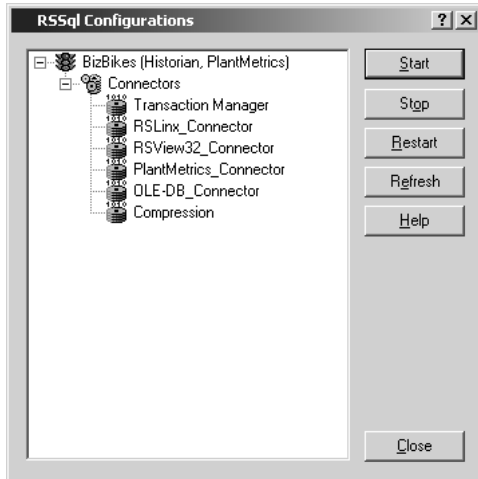 RSSql Configurations
BizBikes (Historian, PlantMetrics)
Connectors
Transaction Manager
RSLinx_Connector
RSView32_Connector
PlantMetrics_Connector
OLE-DB_Connector
Compression
Start
Stop
Restart
Refresh
Help
Close